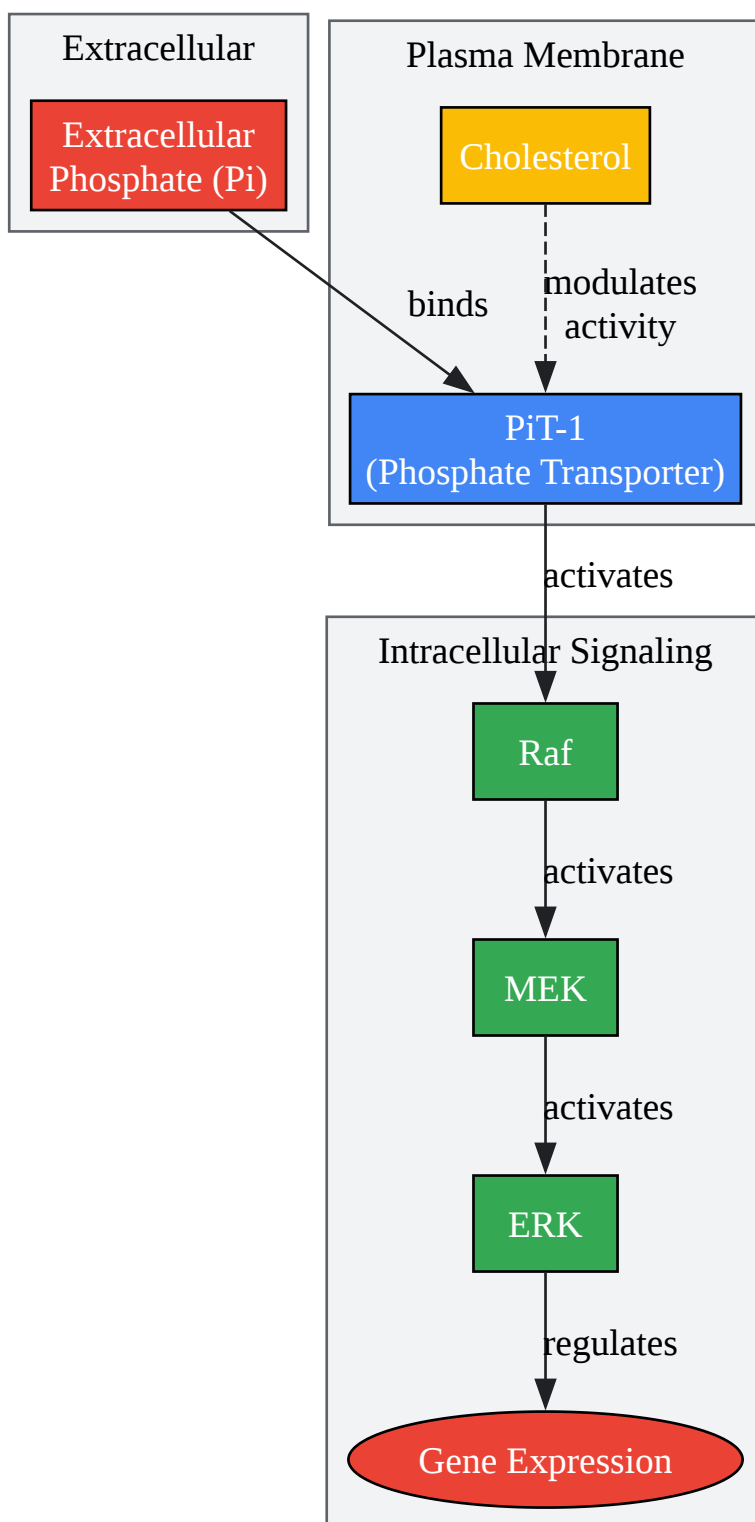 Extracellular
Extracellular
Phosphate (Pi)
Plasma Membrane
Cholesterol
binds
modulates
activity
PiT-1
(Phosphate Transporter)
activates
Intracellular Signaling
Raf
activates
MEK
activates
ERK
regulates
Gene Expression